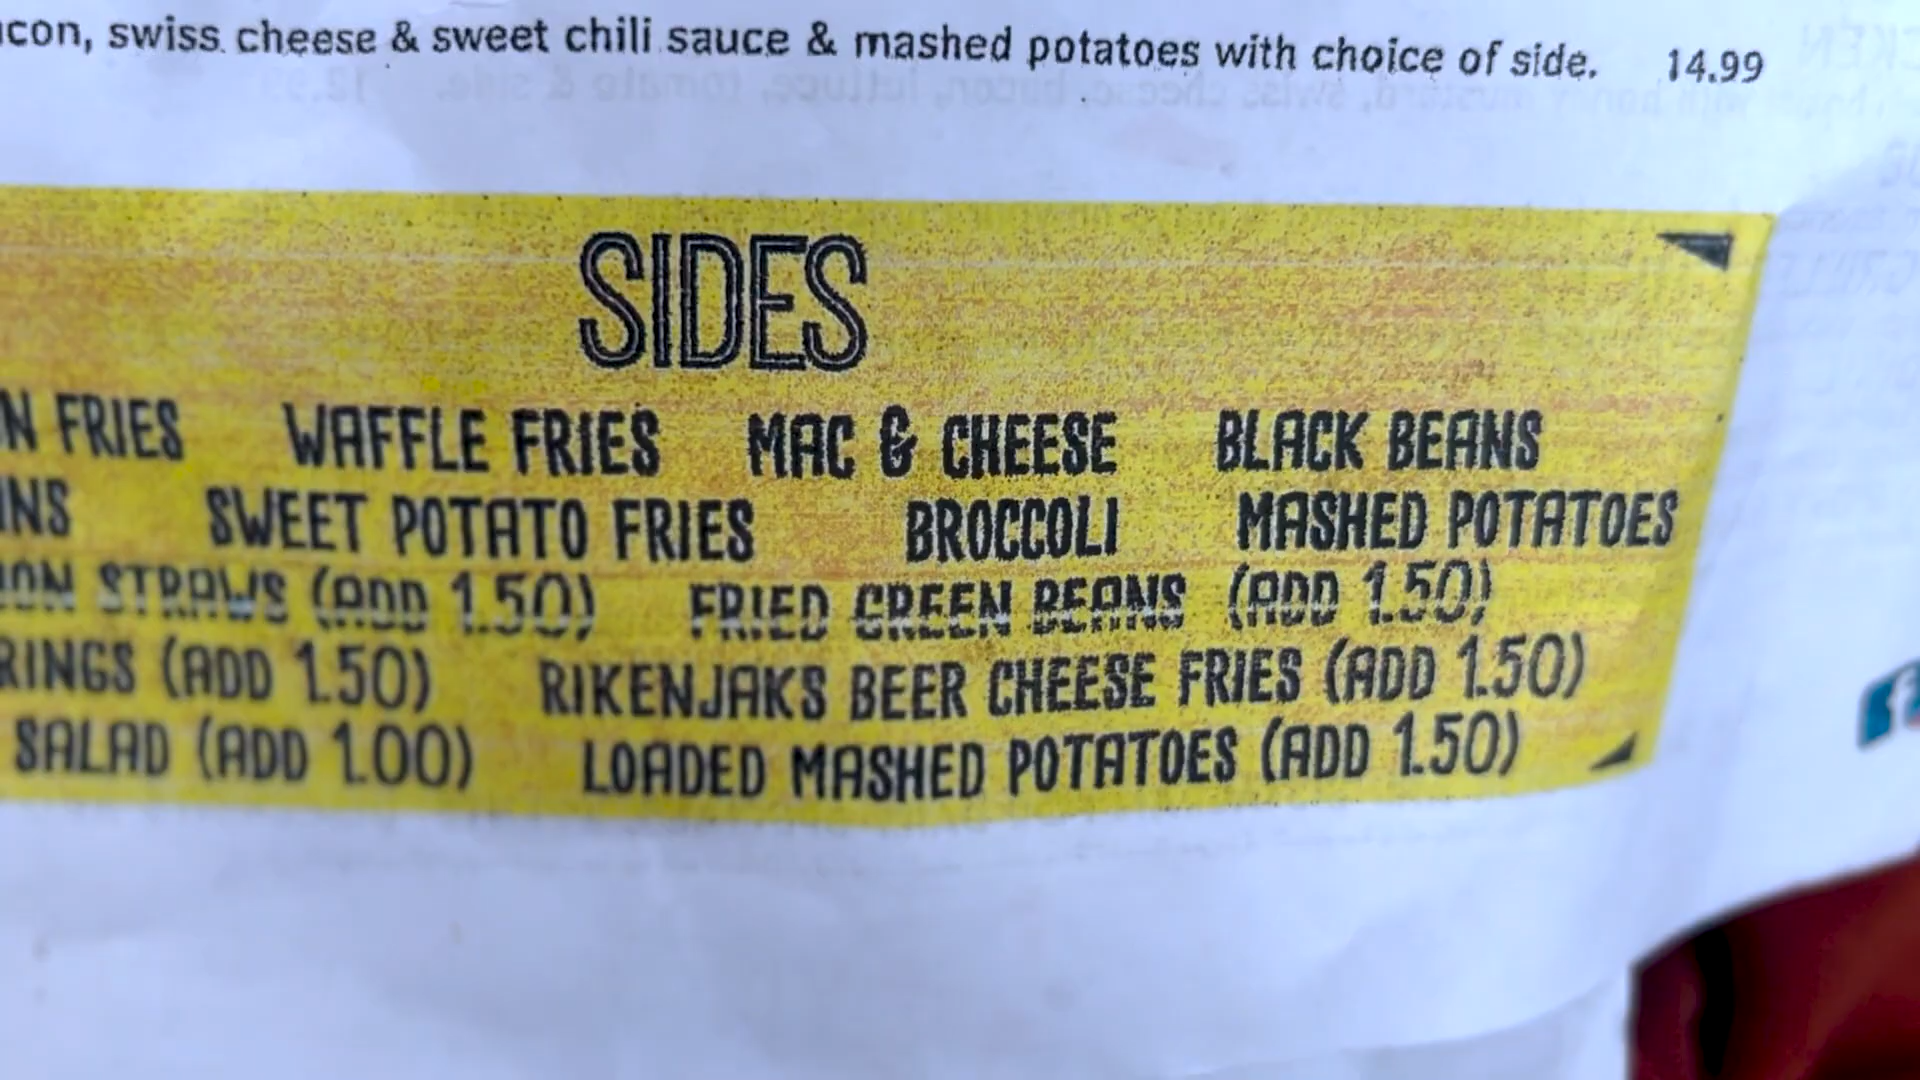 swiss cheese & sweet chili sauce & mashed potatoes with choice of side. 14.99
SIDES
FRIES WAFFLE FRIES MAC & CHEESE BLACK BEANS
SWEET POTATO FRIES BROCCOLI MASHED POTATOES
STRAWS (ADD 1.50) FRIED GREEN BEANS (ADD 1.50)
RINGS (ADD 1.50) RIKENJAKS BEER CHEESE FRIES (ADD 1.50)
SALAD (ADD 1.00) LOADED MASHED POTATOES (ADD 1.50)